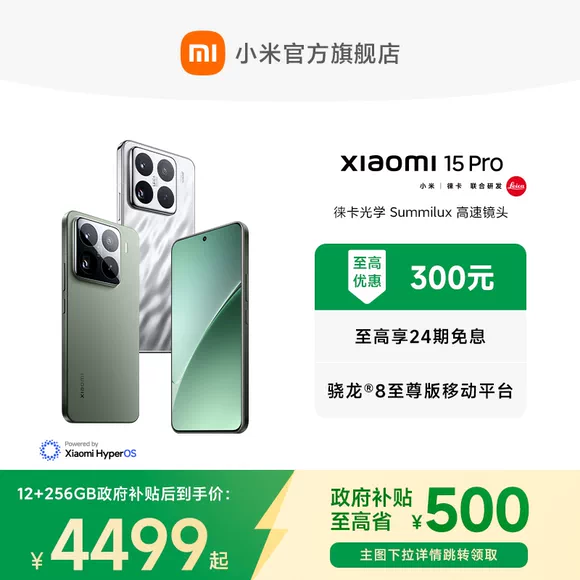 小米官方旗舰店
xiaomi 15 Pro
小米 | 徕卡 联合研发 Leica
徕卡光学 Summilux 高速镜头
至高优惠 300元
至高享24期免息
骁龙®8至尊版移动平台
XIAOMI
Powered by
Xiaomi HyperOS
12+256GB政府补贴后到手价:
¥4499起
政府补贴
至高省 ¥500
主图下拉详情跳转领取